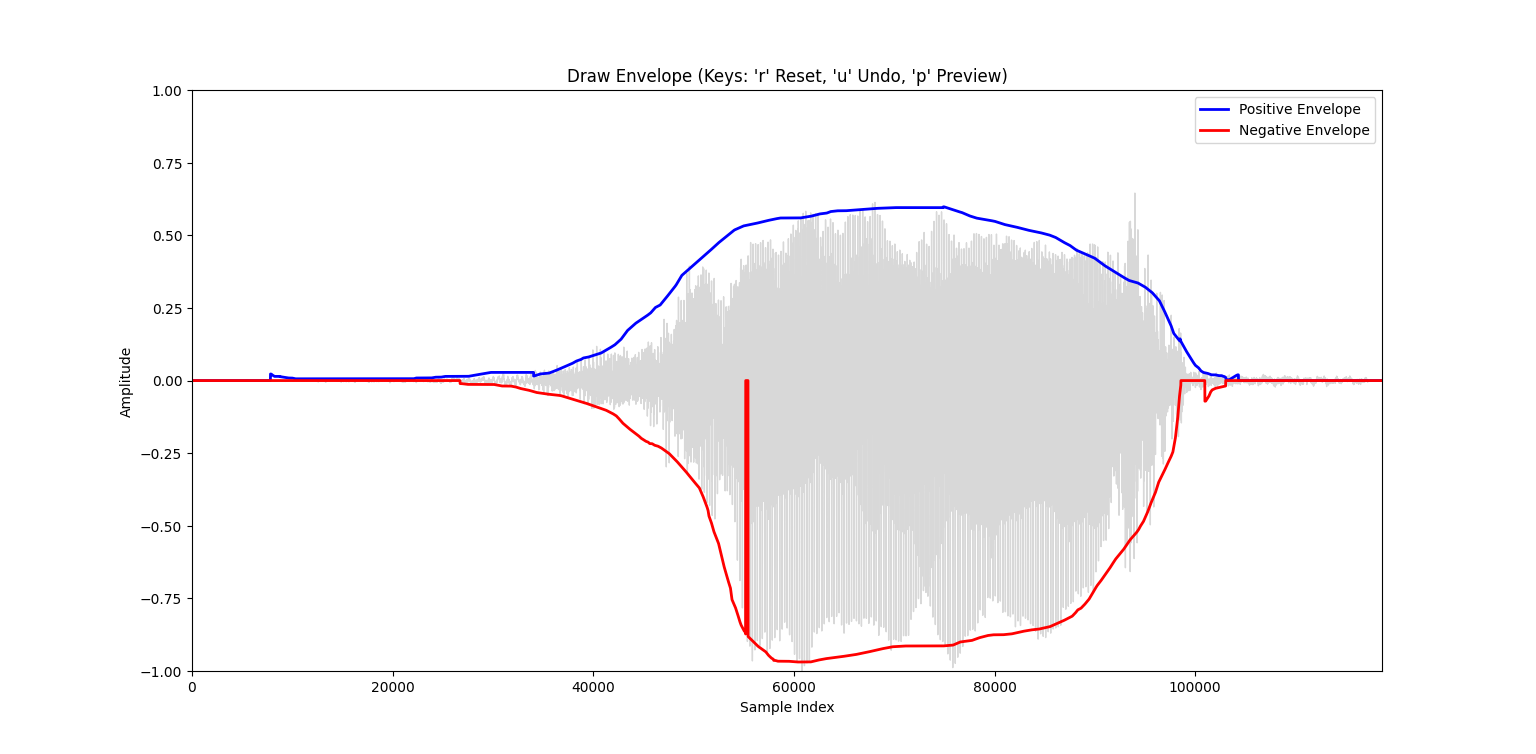 Draw Envelope (Keys: 'r' Reset, 'u' Undo, 'p' Preview)
Positive Envelope
Negative Envelope
1.00
0.75
0.50
0.25
0.00
−0.25
−0.50
−0.75
−1.00
Amplitude
0 20000 40000 60000 80000 100000
Sample Index